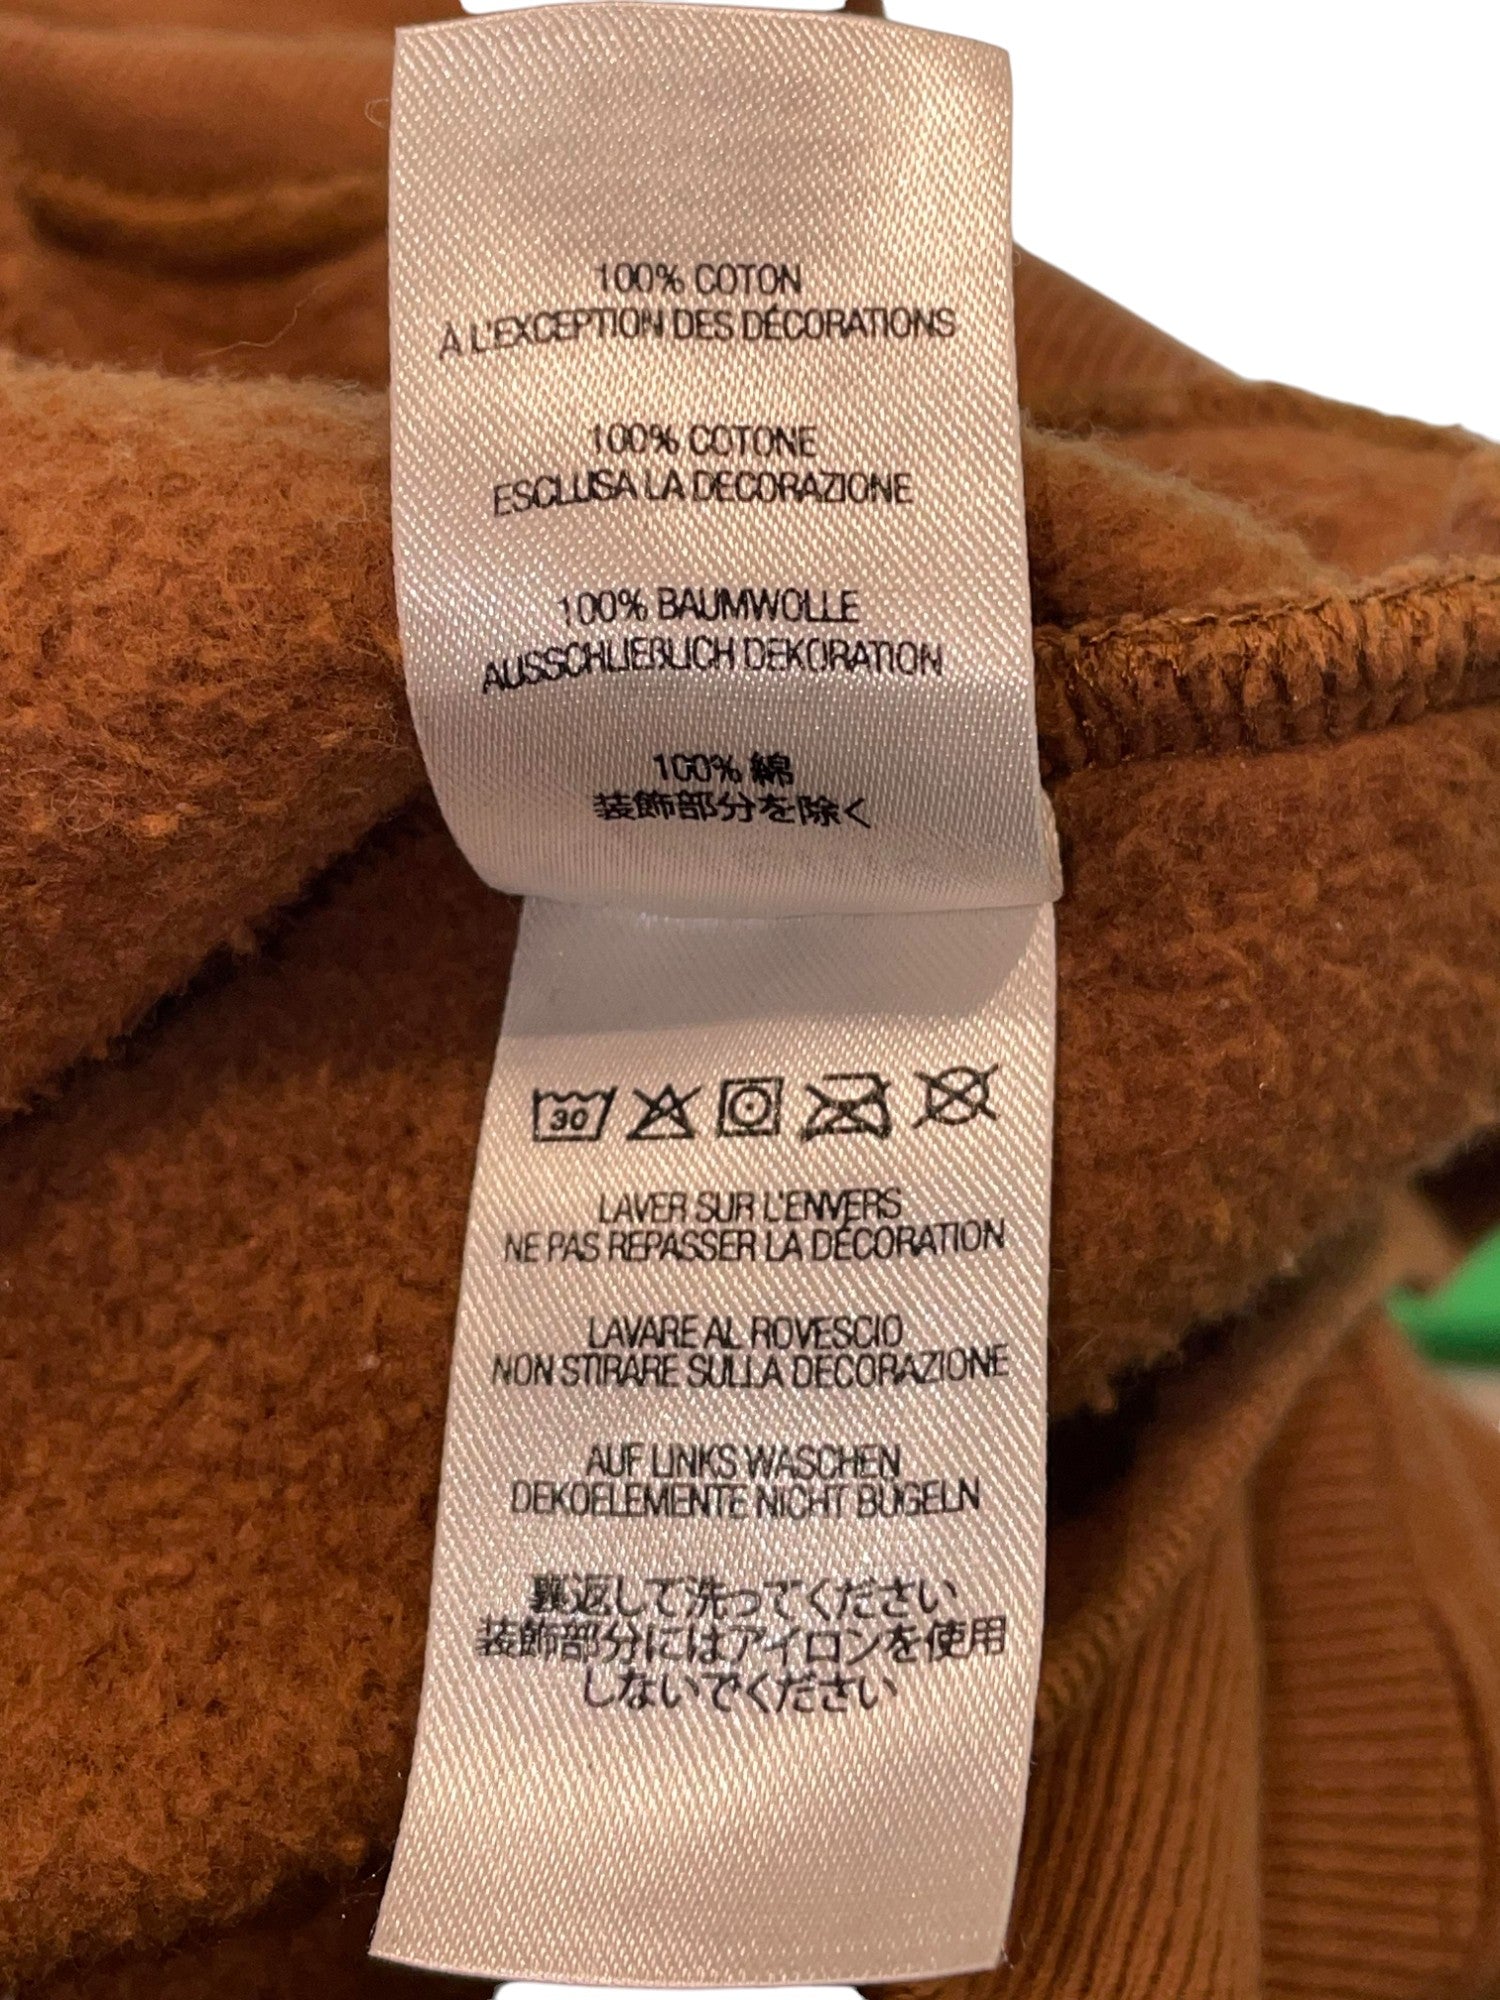 100% COTON
À L'EXCEPTION DES DÉCORATIONS
100% COTONE
ESCLUSA LA DECORAZIONE
100% BAUMWOLLE
AUSSCHLIEßLICH DEKORATION
100% 綿
装飾部分を除く
30
LAVER SUR L'ENVERS
NE PAS REPASSER LA DÉCORATION
LAVARE AL ROVESCIO
NON STIRARE SULLA DECORAZIONE
AUF LINKS WASCHEN
DEKOELEMENTE NICHT BÜGELN
裏返しして洗ってください
装飾部分にはアイロンを使用
しないでください